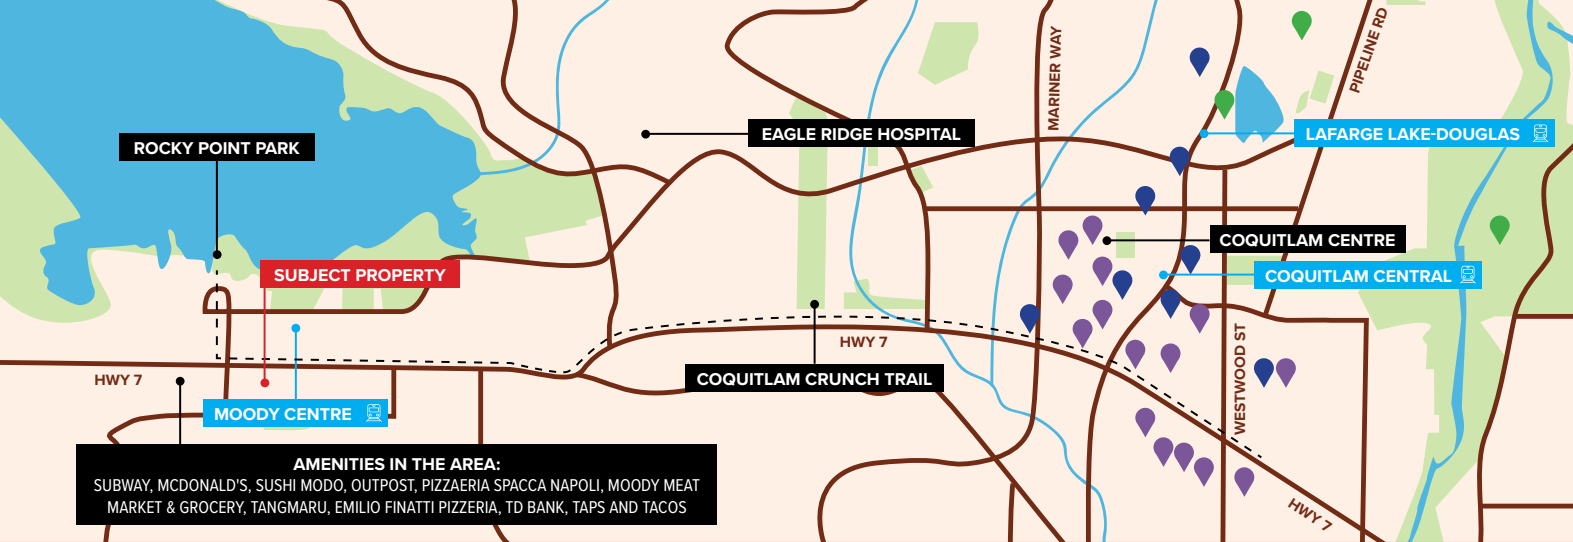 MARINER WAY
PIPELINE RD
EAGLE RIDGE HOSPITAL
LAFARGE LAKE-DOUGLAS
ROCKY POINT PARK
COQUITLAM CENTRE
SUBJECT PROPERTY
COQUITLAM CENTRAL
HWY 7
WESTWOOD ST
HWY 7
COQUITLAM CRUNCH TRAIL
MOODY CENTRE
AMENITIES IN THE AREA:
SUBWAY, MCDONALD'S, SUSHI MODO, OUTPOST, PIZZAERIA SPACCA NAPOLI, MOODY MEAT
MARKET & GROCERY, TANGMARU, EMILIO FINATTI PIZZERIA, TD BANK, TAPS AND TACOS
HWY 7